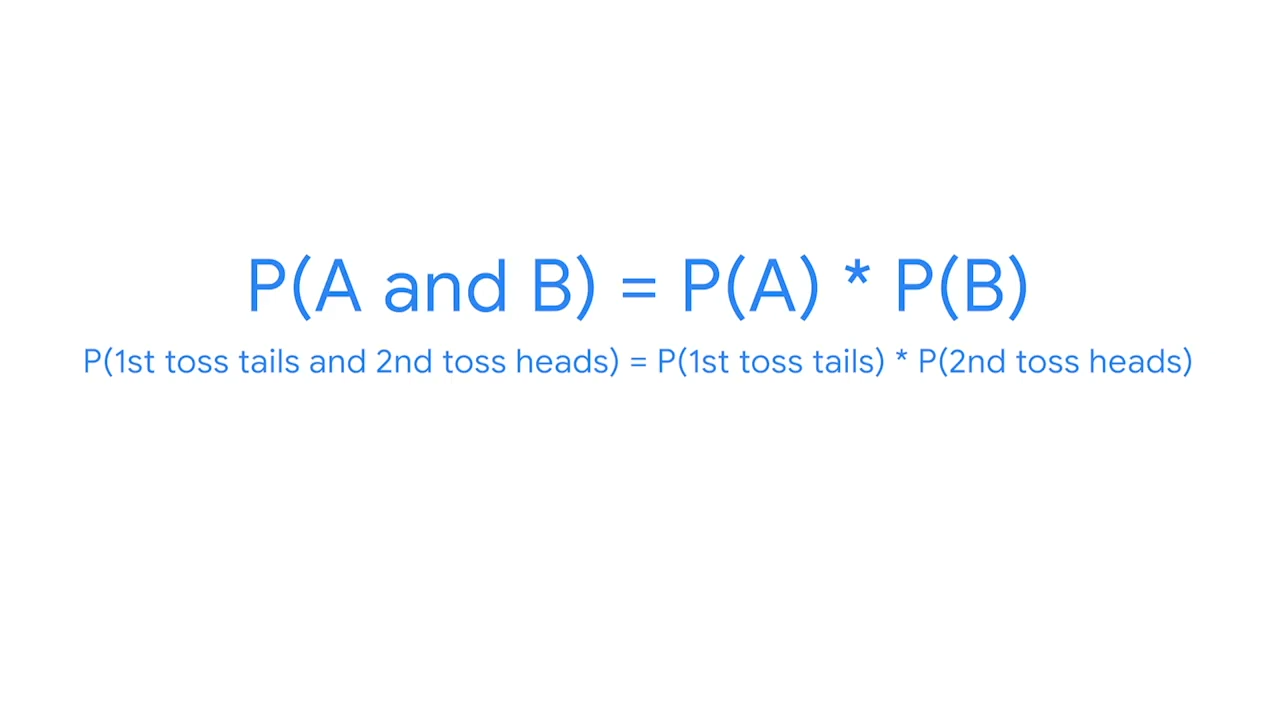 P(A and B) = P(A) * P(B)
P(1st toss tails and 2nd toss heads) = P(1st toss tails) * P(2nd toss heads)